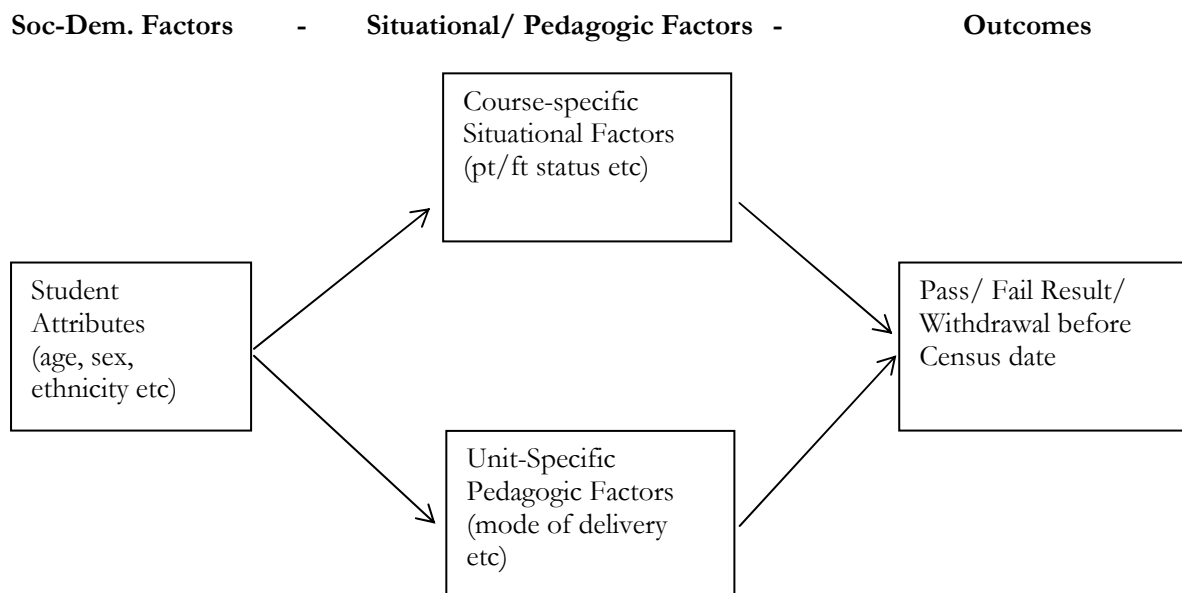 Soc-Dem. Factors - Situational/ Pedagogic Factors - Outcomes
Course-specific
Situational Factors
(pt/ft status etc)
Student
Attributes
(age, sex,
ethnicity etc)
Pass/ Fail Result/
Withdrawal before
Census date
Unit-Specific
Pedagogic Factors
(mode of delivery
etc)